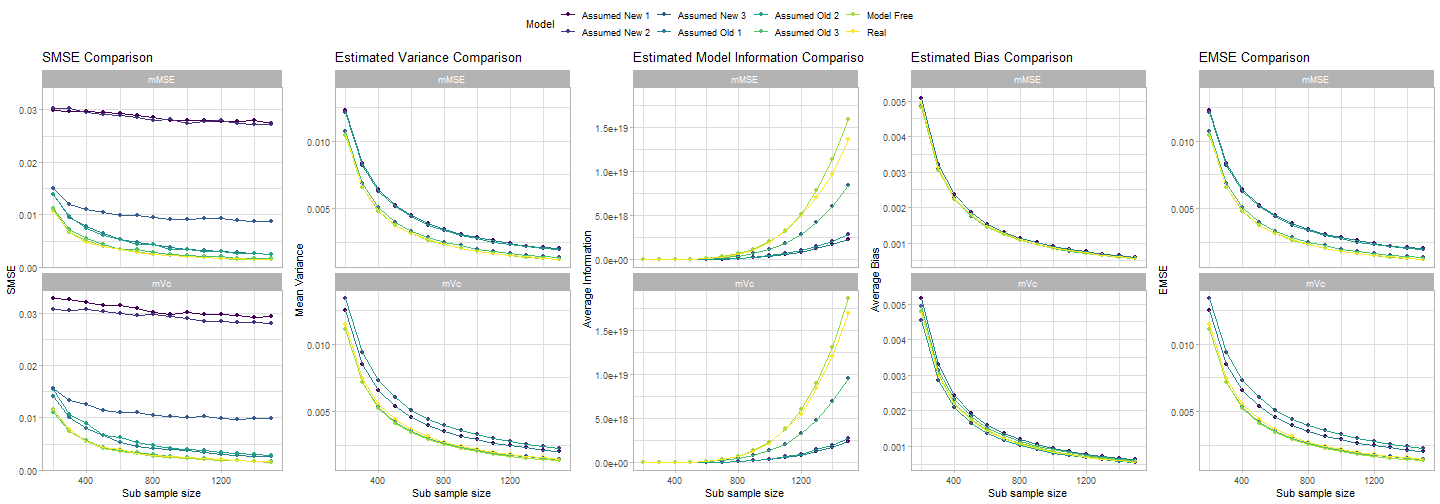 Model Assumed New 1 Assumed New 3 Assumed Old 2 Model Free
Assumed New 2 Assumed Old 1 Assumed Old 3 Real
SMSE Comparison
mMSE
0.03
0.02
0.01
0.00
mVc
0.03
0.02
0.01
0.00
SMSE
400 800 1200
Sub sample size
Estimated Variance Comparison
mMSE
0.010
0.005
mVc
0.010
0.005
Mean Variance
400 800 1200
Sub sample size
Estimated Model Information Compariso
mMSE
1.5e+19
1.0e+19
5.0e+18
0.0e+00
mVc
1.5e+19
1.0e+19
5.0e+18
0.0e+00
Average Information
400 800 1200
Sub sample size
Estimated Bias Comparison
mMSE
0.005
0.004
0.003
0.002
0.001
mVc
0.005
0.004
0.003
0.002
0.001
Average Bias
400 800 1200
Sub sample size
EMSE Comparison
mMSE
0.010
0.005
mVc
0.010
0.005
EMSE
400 800 1200
Sub sample size